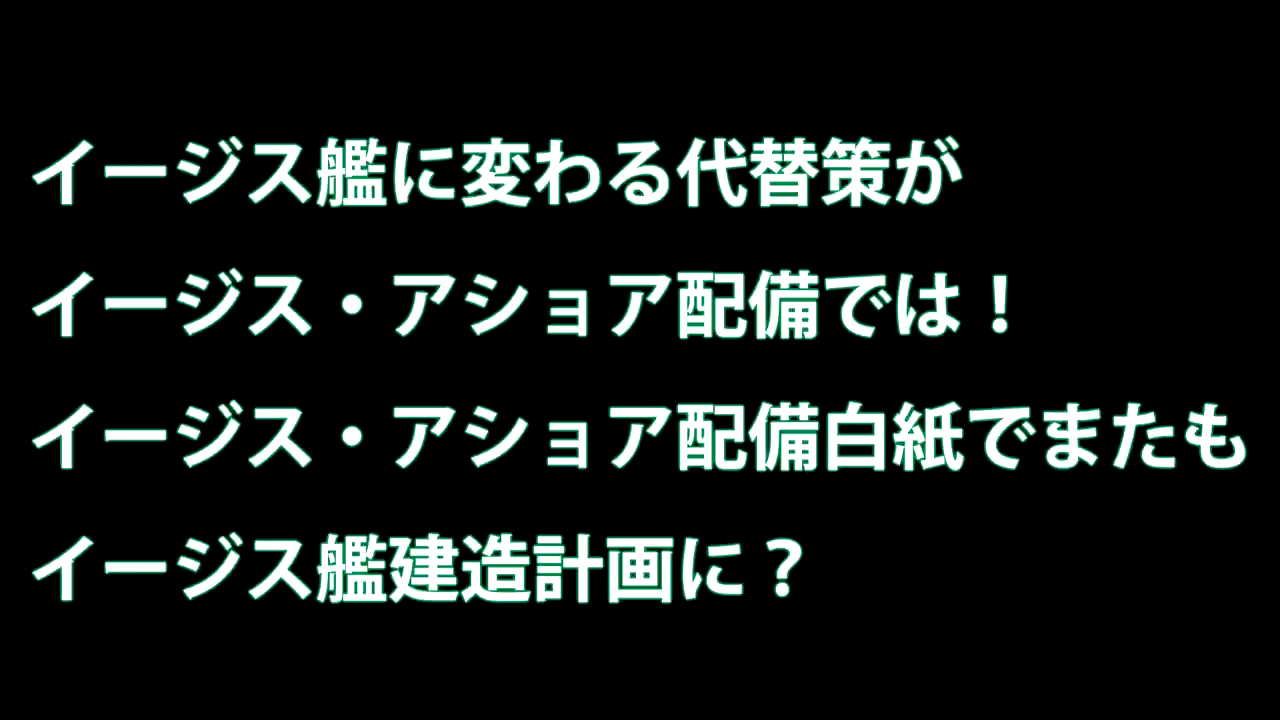 イージス艦に変わる代替策が
イージス・アショア配備では！
イージス・アショア配備白紙でまたも
イージス艦建造計画に？